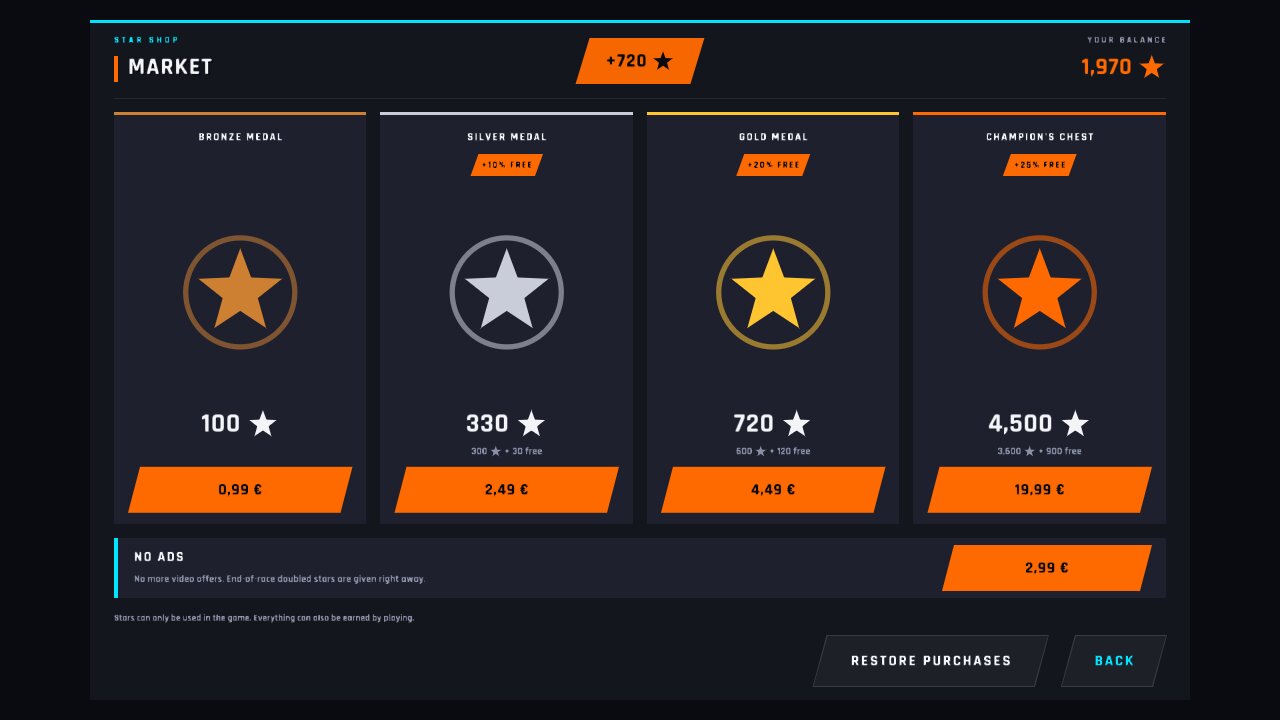 STAR SHOP
MARKET
+720 ★
YOUR BALANCE
1,970 ★
BRONZE MEDAL
100 ★
0,99 €
SILVER MEDAL
+10% FREE
330 ★
300 ★ + 30 free
2,49 €
GOLD MEDAL
+20% FREE
720 ★
600 ★ + 120 free
4,49 €
CHAMPION'S CHEST
+25% FREE
4,500 ★
3,600 ★ + 900 free
19,99 €
NO ADS
No more video offers. End-of-race doubled stars are given right away.
2,99 €
Stars can only be used in the game. Everything can also be earned by playing.
RESTORE PURCHASES
BACK